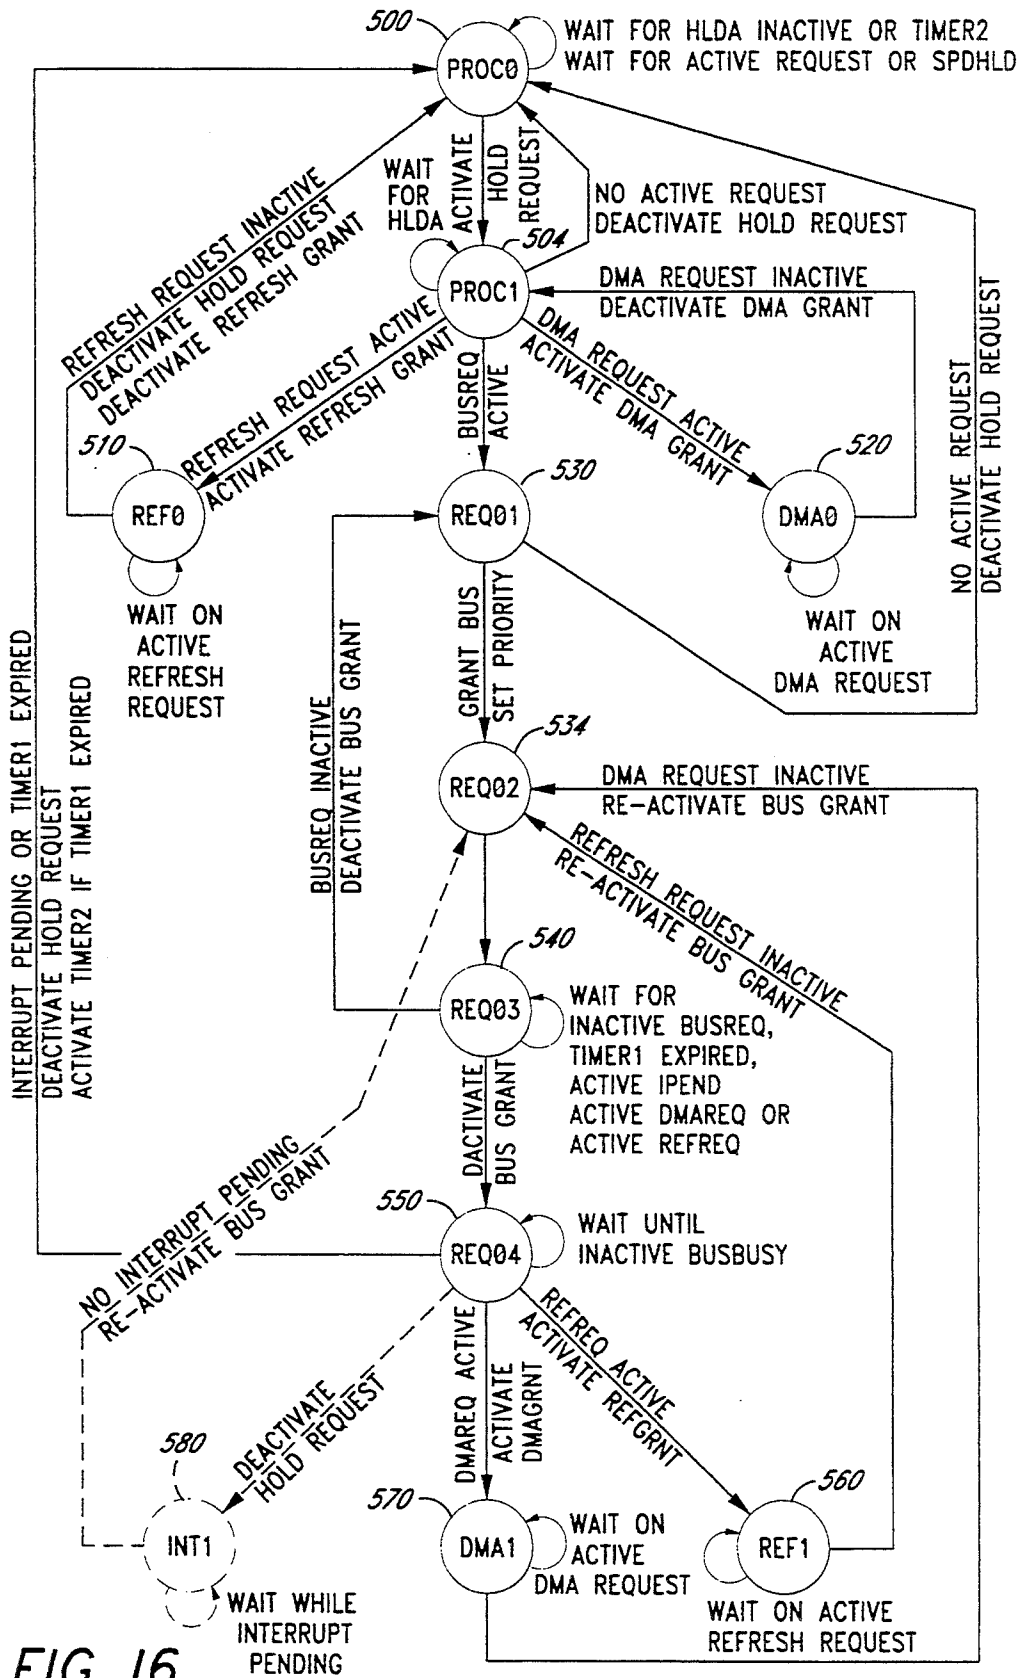 500
WAIT FOR HLDA INACTIVE OR TIMER2
WAIT FOR ACTIVE REQUEST OR SPDHLD
PROC0
ACTIVATE
HOLD
REQUEST
WAIT
FOR
HLDA
504
NO ACTIVE REQUEST
DEACTIVATE HOLD REQUEST
PROC1
DMA REQUEST INACTIVE
DEACTIVATE DMA GRANT
REFRESH REQUEST INACTIVE
DEACTIVATE HOLD REQUEST
DEACTIVATE REFRESH GRANT
REFRESH REQUEST ACTIVE
ACTIVATE REFRESH GRANT
BUSREQ
ACTIVE
DMA REQUEST ACTIVE
ACTIVATE DMA GRANT
NO ACTIVE REQUEST
DEACTIVATE HOLD REQUEST
510
REF0
WAIT ON
ACTIVE
REFRESH
REQUEST
530
REQ01
520
DMA0
WAIT ON
ACTIVE
DMA REQUEST
GRANT BUS
SET PRIORITY
BUSREQ INACTIVE
DEACTIVATE BUS GRANT
INTERRUPT PENDING OR TIMER1 EXPIRED
DEACTIVATE HOLD REQUEST
ACTIVATE TIMER2 IF TIMER1 EXPIRED
534
REQ02
DMA REQUEST INACTIVE
RE-ACTIVATE BUS GRANT
REFRESH REQUEST INACTIVE
RE-ACTIVATE BUS GRANT
540
REQ03
WAIT FOR
INACTIVE BUSREQ,
TIMER1 EXPIRED,
ACTIVE IPEND
ACTIVE DMAREQ OR
ACTIVE REFREQ
DACTIVATE
BUS GRANT
NO INTERRUPT PENDING
RE-ACTIVATE BUS GRANT
550
REQ04
WAIT UNTIL
INACTIVE BUSBUSY
DEACTIVATE
HOLD REQUEST
DMAREQ ACTIVE
ACTIVATE
DMAGRNT
REFREQ ACTIVE
ACTIVATE REFGRNT
580
INT1
WAIT WHILE
INTERRUPT
PENDING
570
DMA1
WAIT ON
ACTIVE
DMA REQUEST
560
REF1
WAIT ON ACTIVE
REFRESH REQUEST
FIG. 16